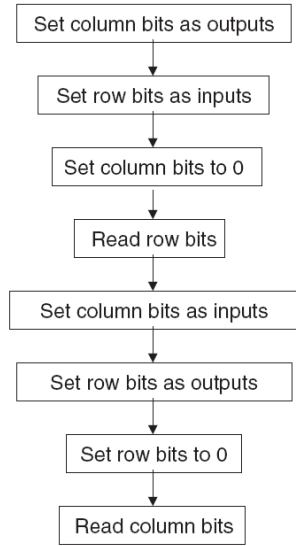 Set column bits as outputs
Set row bits as inputs
Set column bits to 0
Read row bits
Set column bits as inputs
Set row bits as outputs
Set row bits to 0
Read column bits